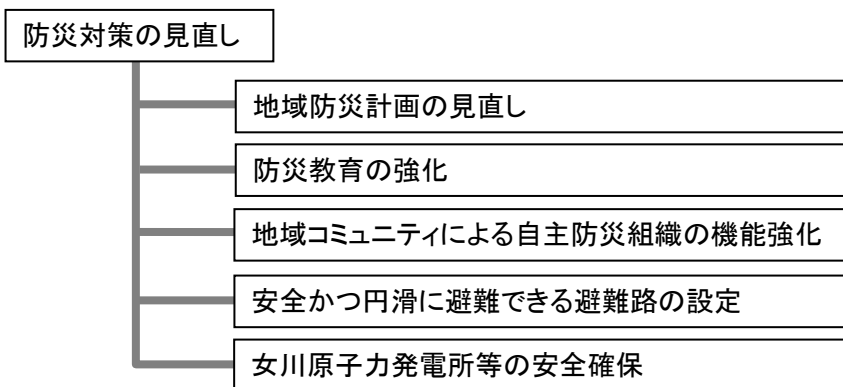 防災対策の見直し
地域防災計画の見直し
防災教育の強化
地域コミュニティによる自主防災組織の機能強化
安全かつ円滑に避難できる避難路の設定
女川原子力発電所等の安全確保